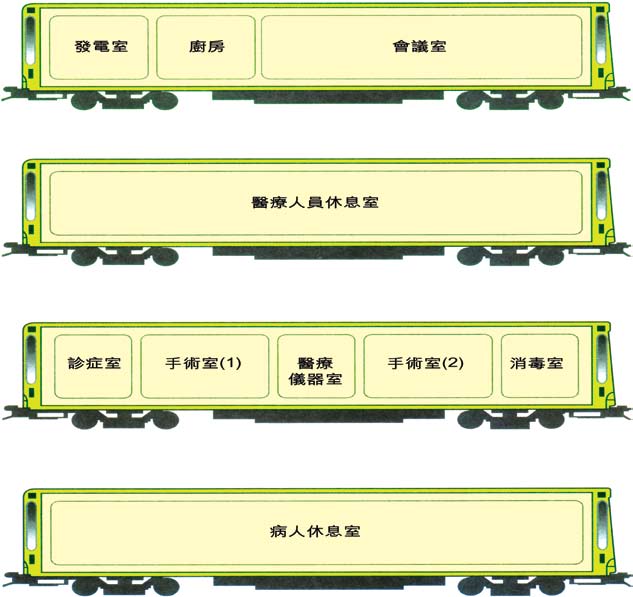 發電室
廚房
會議室
醫療人員休息室
診症室
手術室(1)
醫療
儀器室
手術室(2)
消毒室
病人休息室